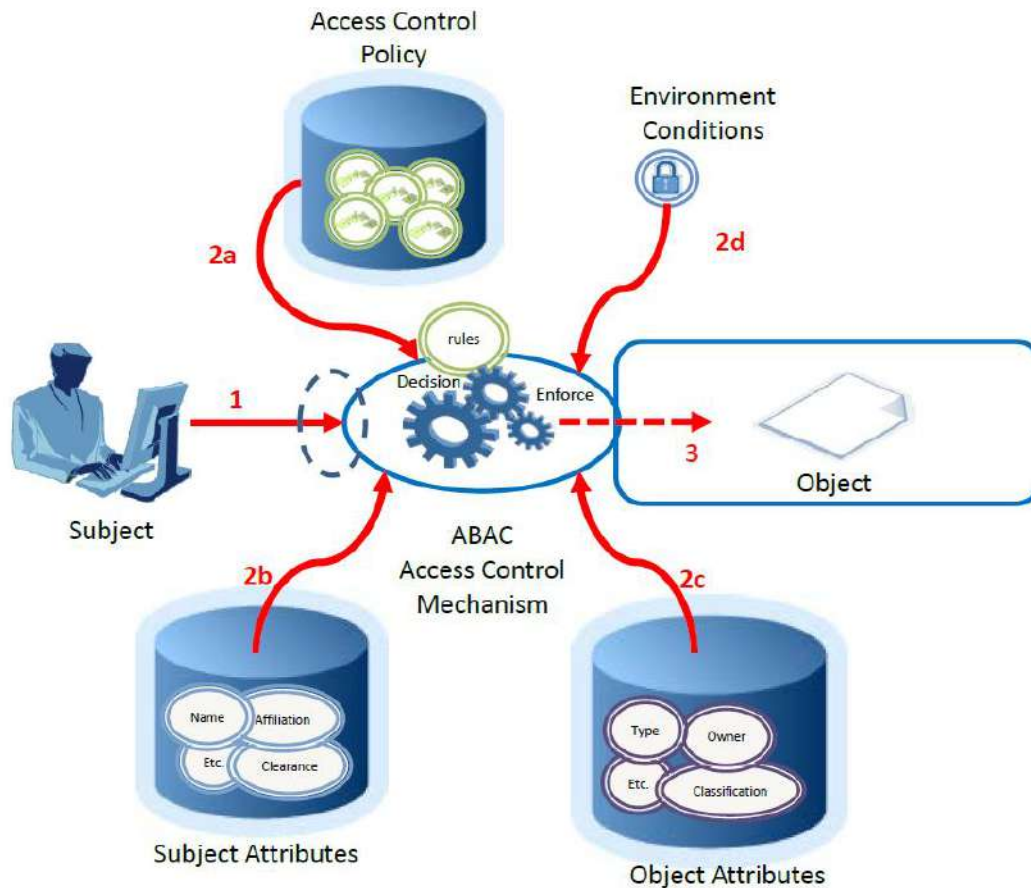 Access Control
Policy
Environment
Conditions
2a
2d
rules
Decision
Enforce
1
3
Subject
Object
ABAC
Access Control
Mechanism
2b
2c
Name
Affiliation
Etc.
Clearance
Type
Owner
Etc.
Classification
Subject Attributes
Object Attributes